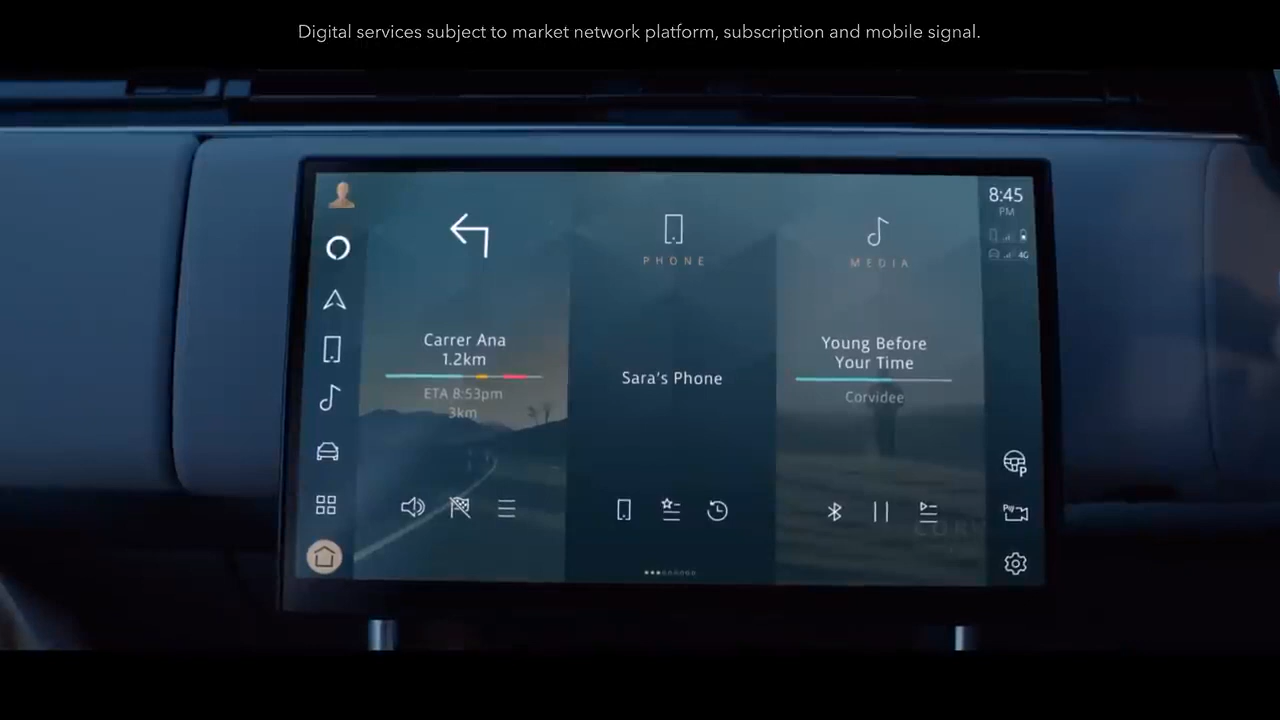 Digital services subject to market network platform, subscription and mobile signal.
8:45
PM
4G
PHONE
MEDIA
Carrer Ana
1.2km
ETA 8:53pm
3km
Sara's Phone
Young Before
Your Time
Corvidee
P